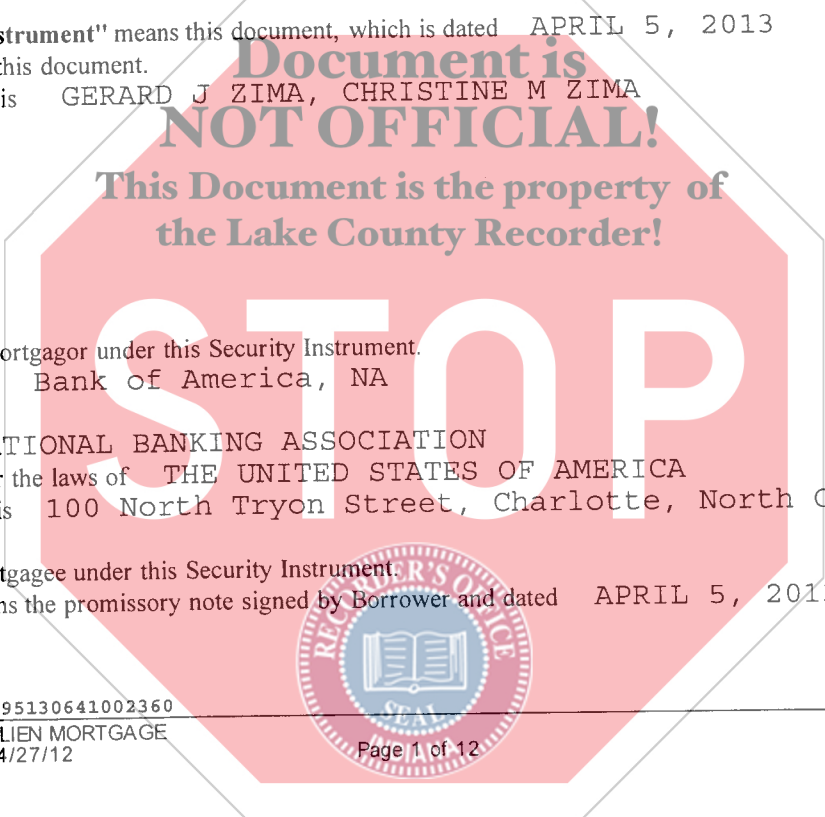 strument" means this document, which is dated APRIL 5, 2013
this document.
Document is
is GERARD J ZIMA, CHRISTINE M ZIMA
NOT OFFICIAL!
This Document is the property of
the Lake County Recorder!
STOP
ortgagor under this Security Instrument.
Bank of America, NA
TIONAL BANKING ASSOCIATION
the laws of THE UNITED STATES OF AMERICA
is 100 North Tryon Street, Charlotte, North C
tgagee under this Security Instrument.
ns the promissory note signed by Borrower and dated APRIL 5, 201
RECORDER'S OFFICE
SEAL
INDIANA
95130641002360
LIEN MORTGAGE
4/27/12
Page 1 of 12